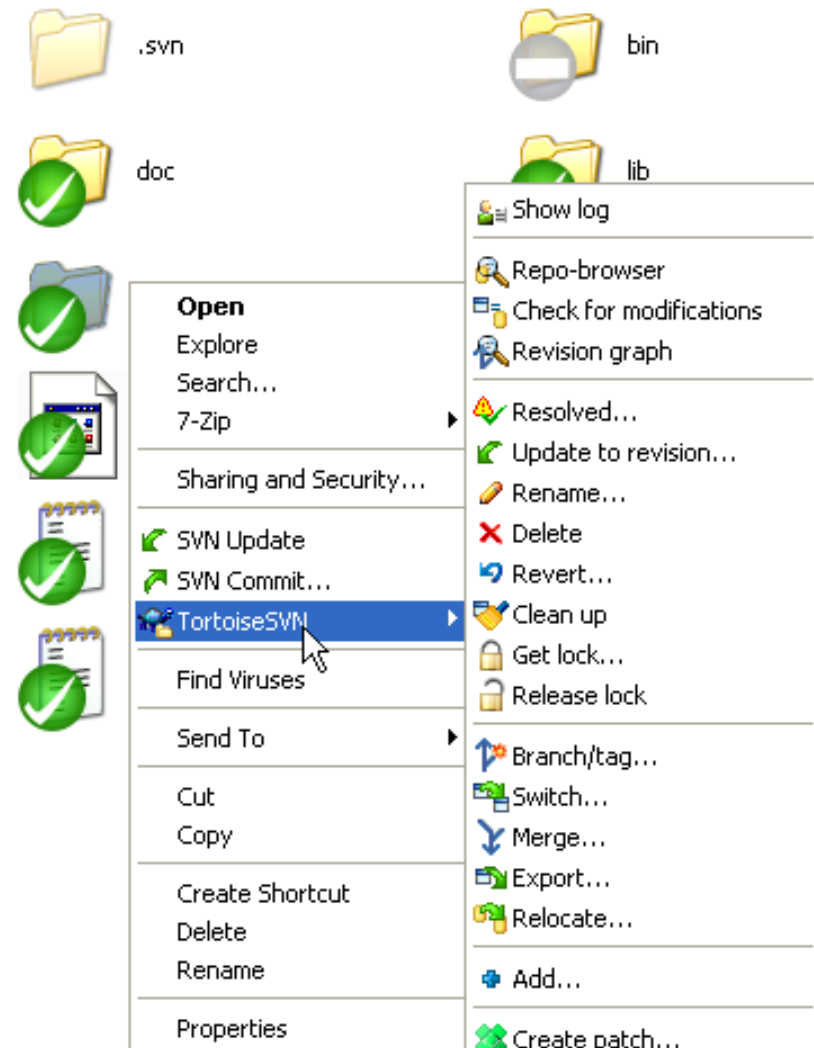 .svn
bin
doc
lib
Open
Explore
Search...
7-Zip
Sharing and Security...
SVN Update
SVN Commit...
TortoiseSVN
Find Viruses
Send To
Cut
Copy
Create Shortcut
Delete
Rename
Properties
Show log
Repo-browser
Check for modifications
Revision graph
Resolved...
Update to revision...
Rename...
Delete
Revert...
Clean up
Get lock...
Release lock
Branch/tag...
Switch...
Merge...
Export...
Relocate...
Add...
Create patch...